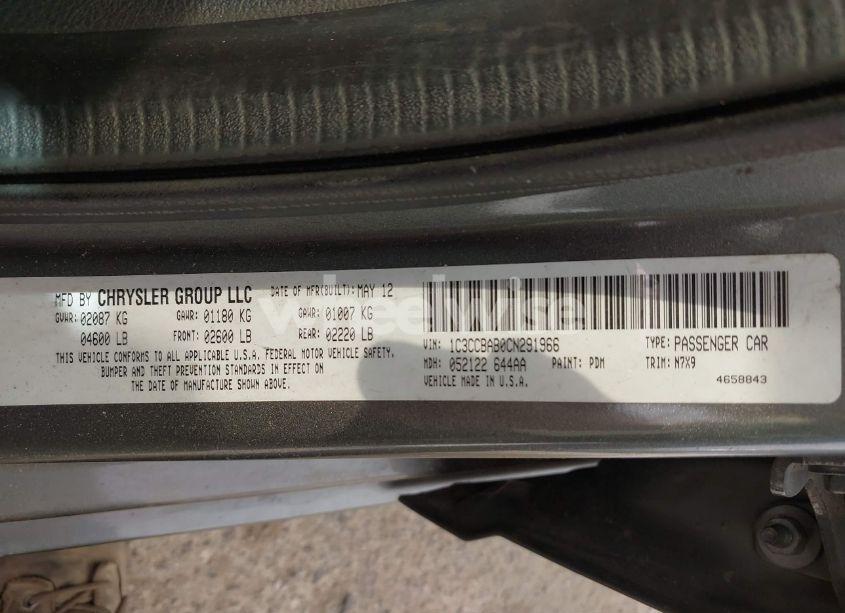 MFD BY CHRYSLER GROUP LLC DATE OF MFR(BUILT): MAY 12
GVWR: 02087 KG GAWR: 01180 KG GAWR: 01007 KG
04600 LB FRONT: 02600 LB REAR: 02220 LB
THIS VEHICLE CONFORMS TO ALL APPLICABLE U.S.A. FEDERAL MOTOR VEHICLE SAFETY,
BUMPER AND THEFT PREVENTION STANDARDS IN EFFECT ON
THE DATE OF MANUFACTURE SHOWN ABOVE.
VIN: 1C3CCBAB0CN291966 TYPE: PASSENGER CAR
MDH: 052122 644AA PAINT: PDM TRIM: N7X9
VEHICLE MADE IN U.S.A. 4658843
wheelwise